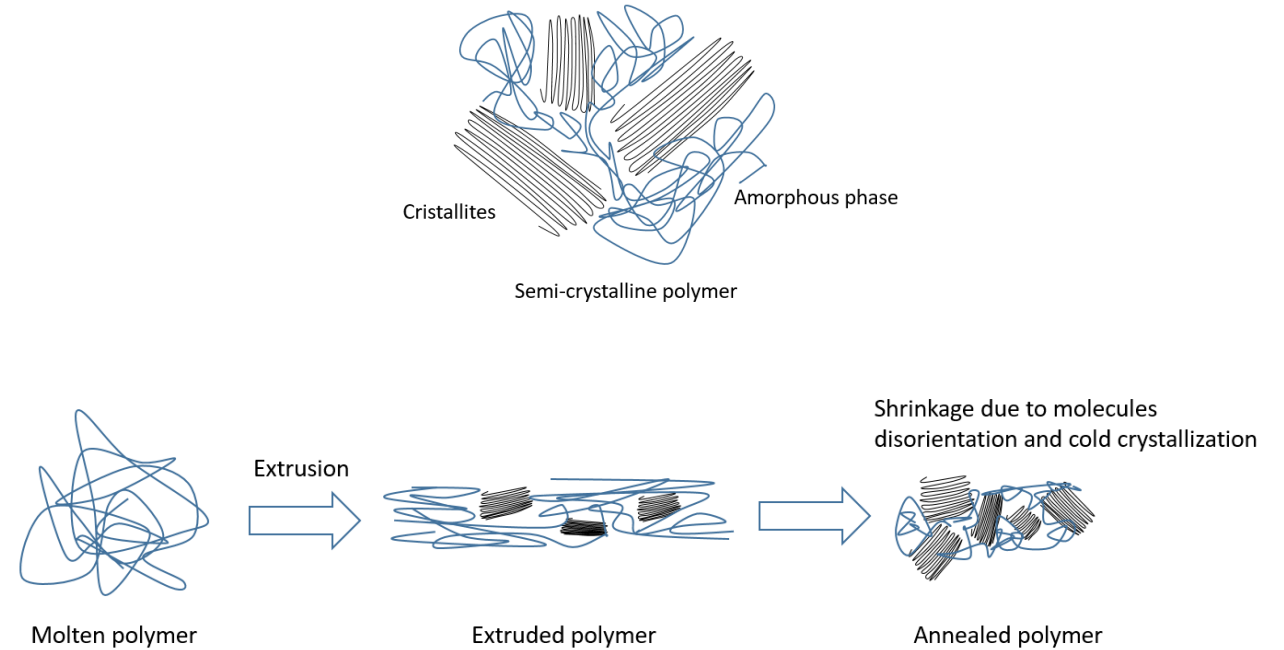 Cristallites
Amorphous phase
Semi-crystalline polymer
Shrinkage due to molecules
disorientation and cold crystallization
Extrusion
Molten polymer
Extruded polymer
Annealed polymer